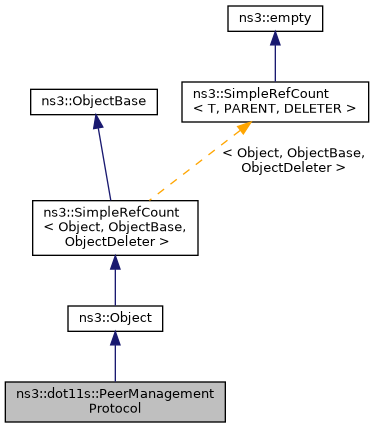 ns3::empty
ns3::SimpleRefCount
< T, PARENT, DELETER >
ns3::ObjectBase
< Object, ObjectBase,
ObjectDeleter >
ns3::SimpleRefCount
< Object, ObjectBase,
ObjectDeleter >
ns3::Object
ns3::dot11s::PeerManagement
Protocol